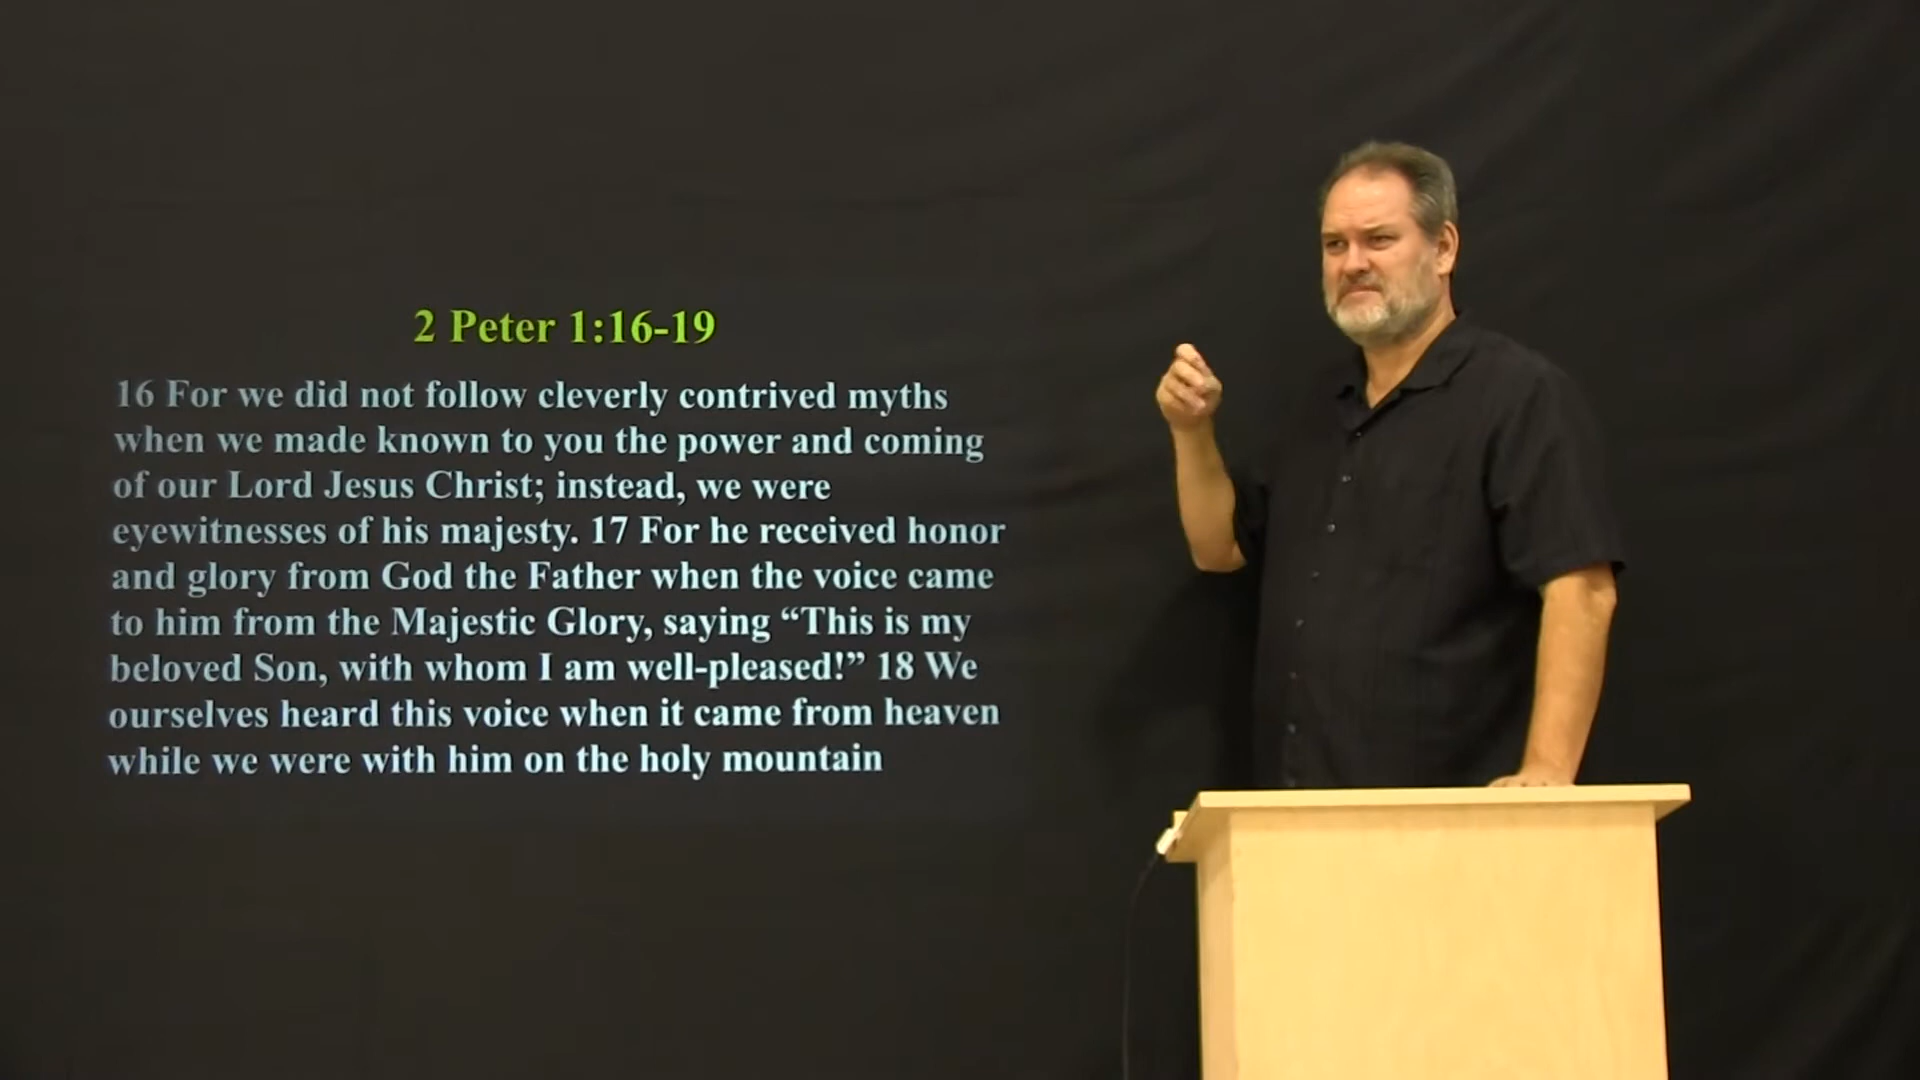 2 Peter 1:16-19
16 For we did not follow cleverly contrived myths
when we made known to you the power and coming
of our Lord Jesus Christ; instead, we were
eyewitnesses of his majesty. 17 For he received honor
and glory from God the Father when the voice came
to him from the Majestic Glory, saying “This is my
beloved Son, with whom I am well-pleased!” 18 We
ourselves heard this voice when it came from heaven
while we were with him on the holy mountain